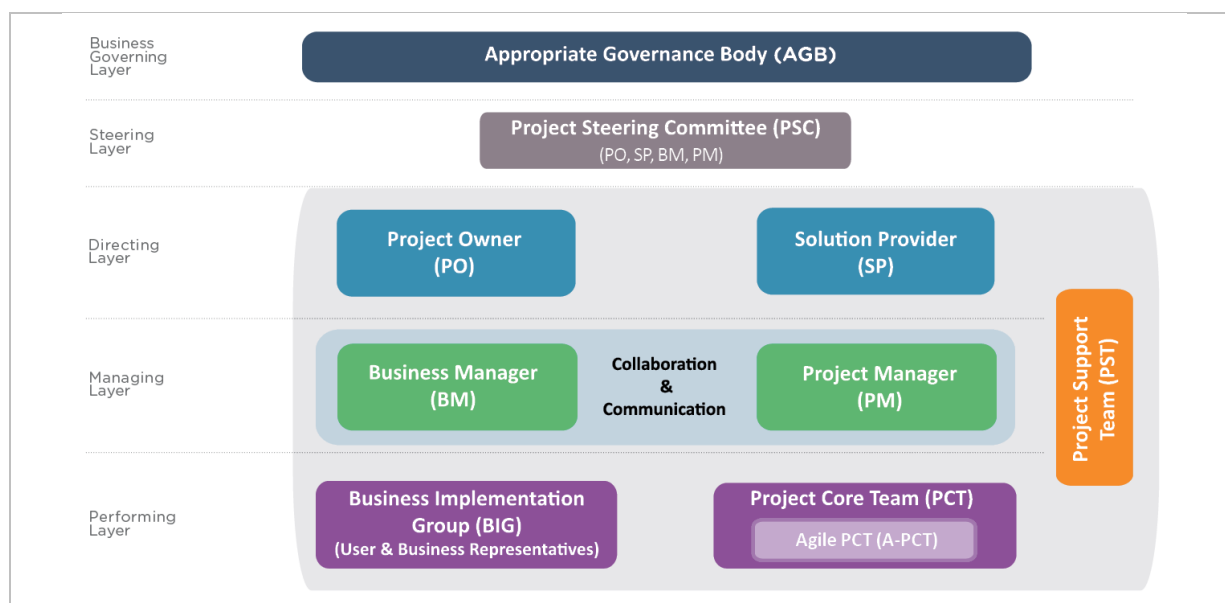 Business
Governing
Layer
Appropriate Governance Body (AGB)
Steering
Layer
Project Steering Committee (PSC)
(PO, SP, BM, PM)
Directing
Layer
Project Owner
(PO)
Solution Provider
(SP)
Managing
Layer
Business Manager
(BM)
Collaboration
&
Communication
Project Manager
(PM)
Project Support
Team (PST)
Performing
Layer
Business Implementation
Group (BIG)
(User & Business Representatives)
Project Core Team (PCT)
Agile PCT (A-PCT)